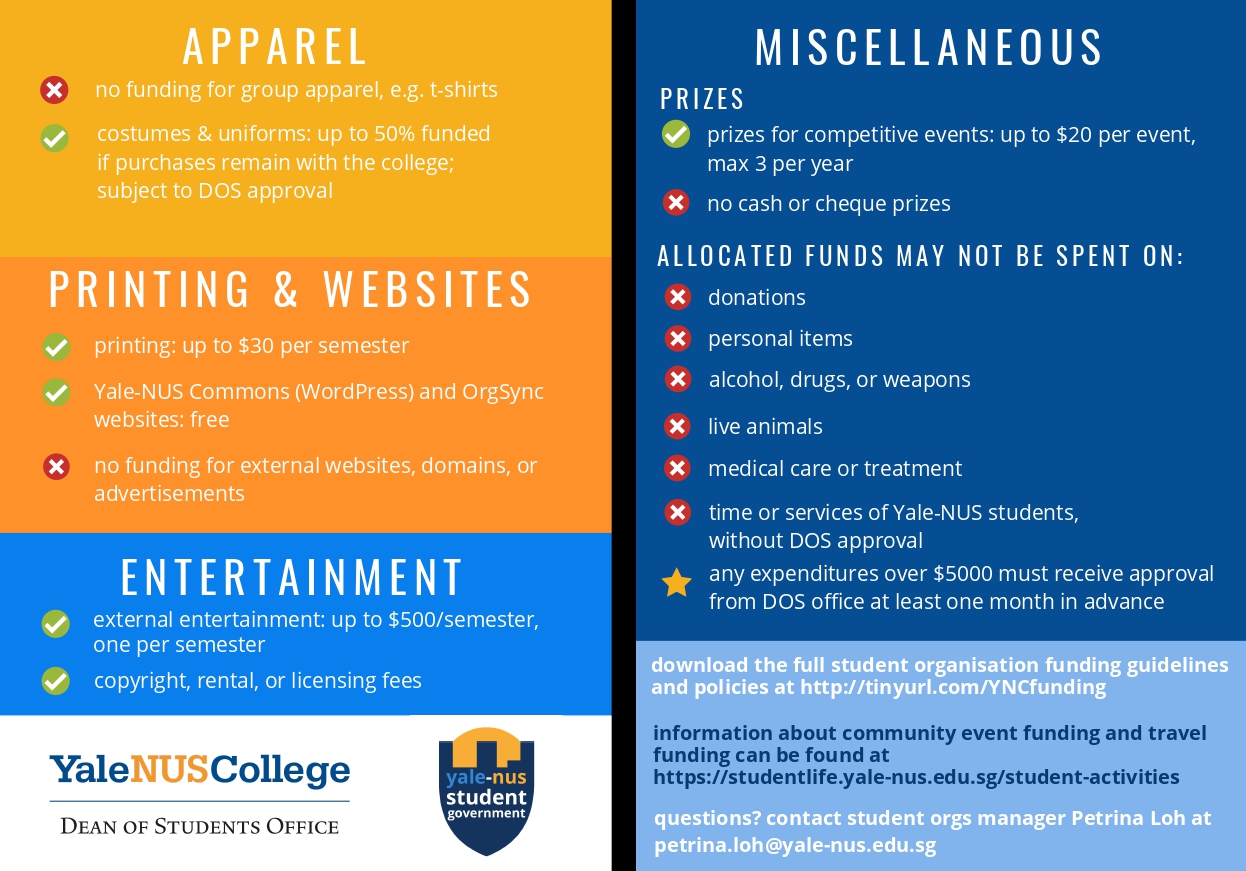 APPAREL
no funding for group apparel, e.g. t-shirts
costumes & uniforms: up to 50% funded
if purchases remain with the college;
subject to DOS approval
PRINTING & WEBSITES
printing: up to $30 per semester
Yale-NUS Commons (WordPress) and OrgSync
websites: free
no funding for external websites, domains, or
advertisements
ENTERTAINMENT
external entertainment: up to $500/semester,
one per semester
copyright, rental, or licensing fees
YaleNUSCollege
DEAN OF STUDENTS OFFICE
yale-nus
student
government
MISCELLANEOUS
PRIZES
prizes for competitive events: up to $20 per event,
max 3 per year
no cash or cheque prizes
ALLOCATED FUNDS MAY NOT BE SPENT ON:
donations
personal items
alcohol, drugs, or weapons
live animals
medical care or treatment
time or services of Yale-NUS students,
without DOS approval
any expenditures over $5000 must receive approval
from DOS office at least one month in advance
download the full student organisation funding guidelines
and policies at http://tinyurl.com/YNCfunding
information about community event funding and travel
funding can be found at
https://studentlife.yale-nus.edu.sg/student-activities
questions? contact student orgs manager Petrina Loh at
petrina.loh@yale-nus.edu.sg